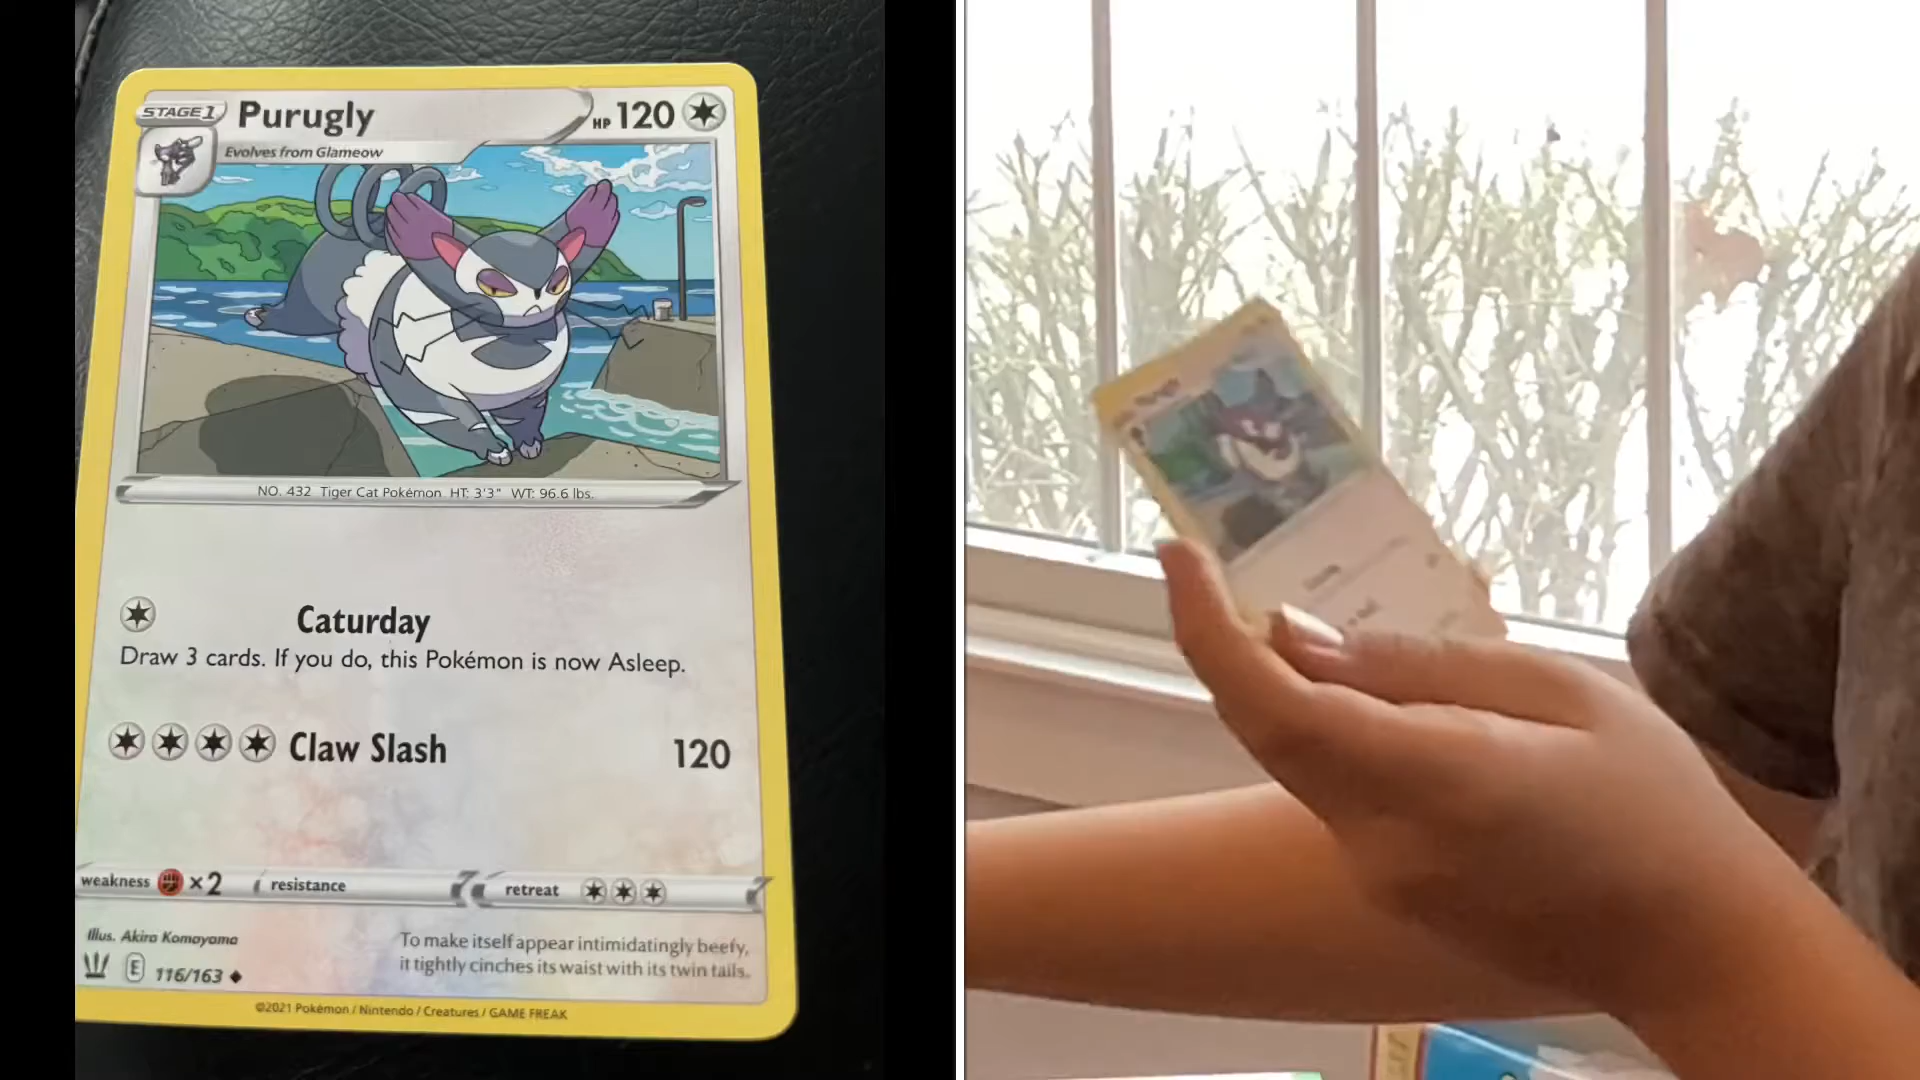 STAGE 1 Purugly HP 120
Evolves from Glameow
NO. 432 Tiger Cat Pokémon HT: 3'3" WT: 96.6 lbs.
Caturday
Draw 3 cards. If you do, this Pokémon is now Asleep.
Claw Slash 120
weakness ×2 resistance retreat
Illus. Akira Komayama
To make itself appear intimidatingly beefy,
it tightly cinches its waist with its twin tails.
E 116/163
©2021 Pokémon / Nintendo / Creatures / GAME FREAK